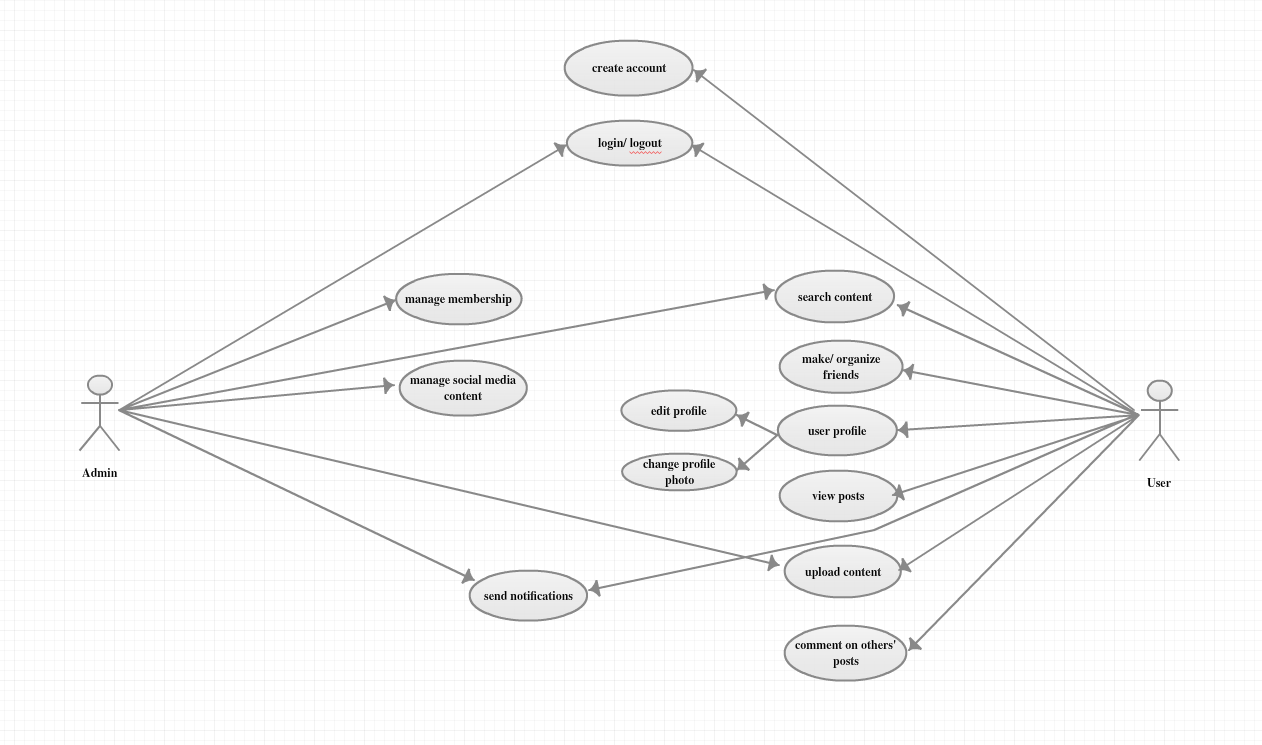 create account
login/ logout
manage membership
search content
make/ organize
friends
manage social media
content
edit profile
user profile
change profile
photo
Admin
User
view posts
upload content
send notifications
comment on others'
posts